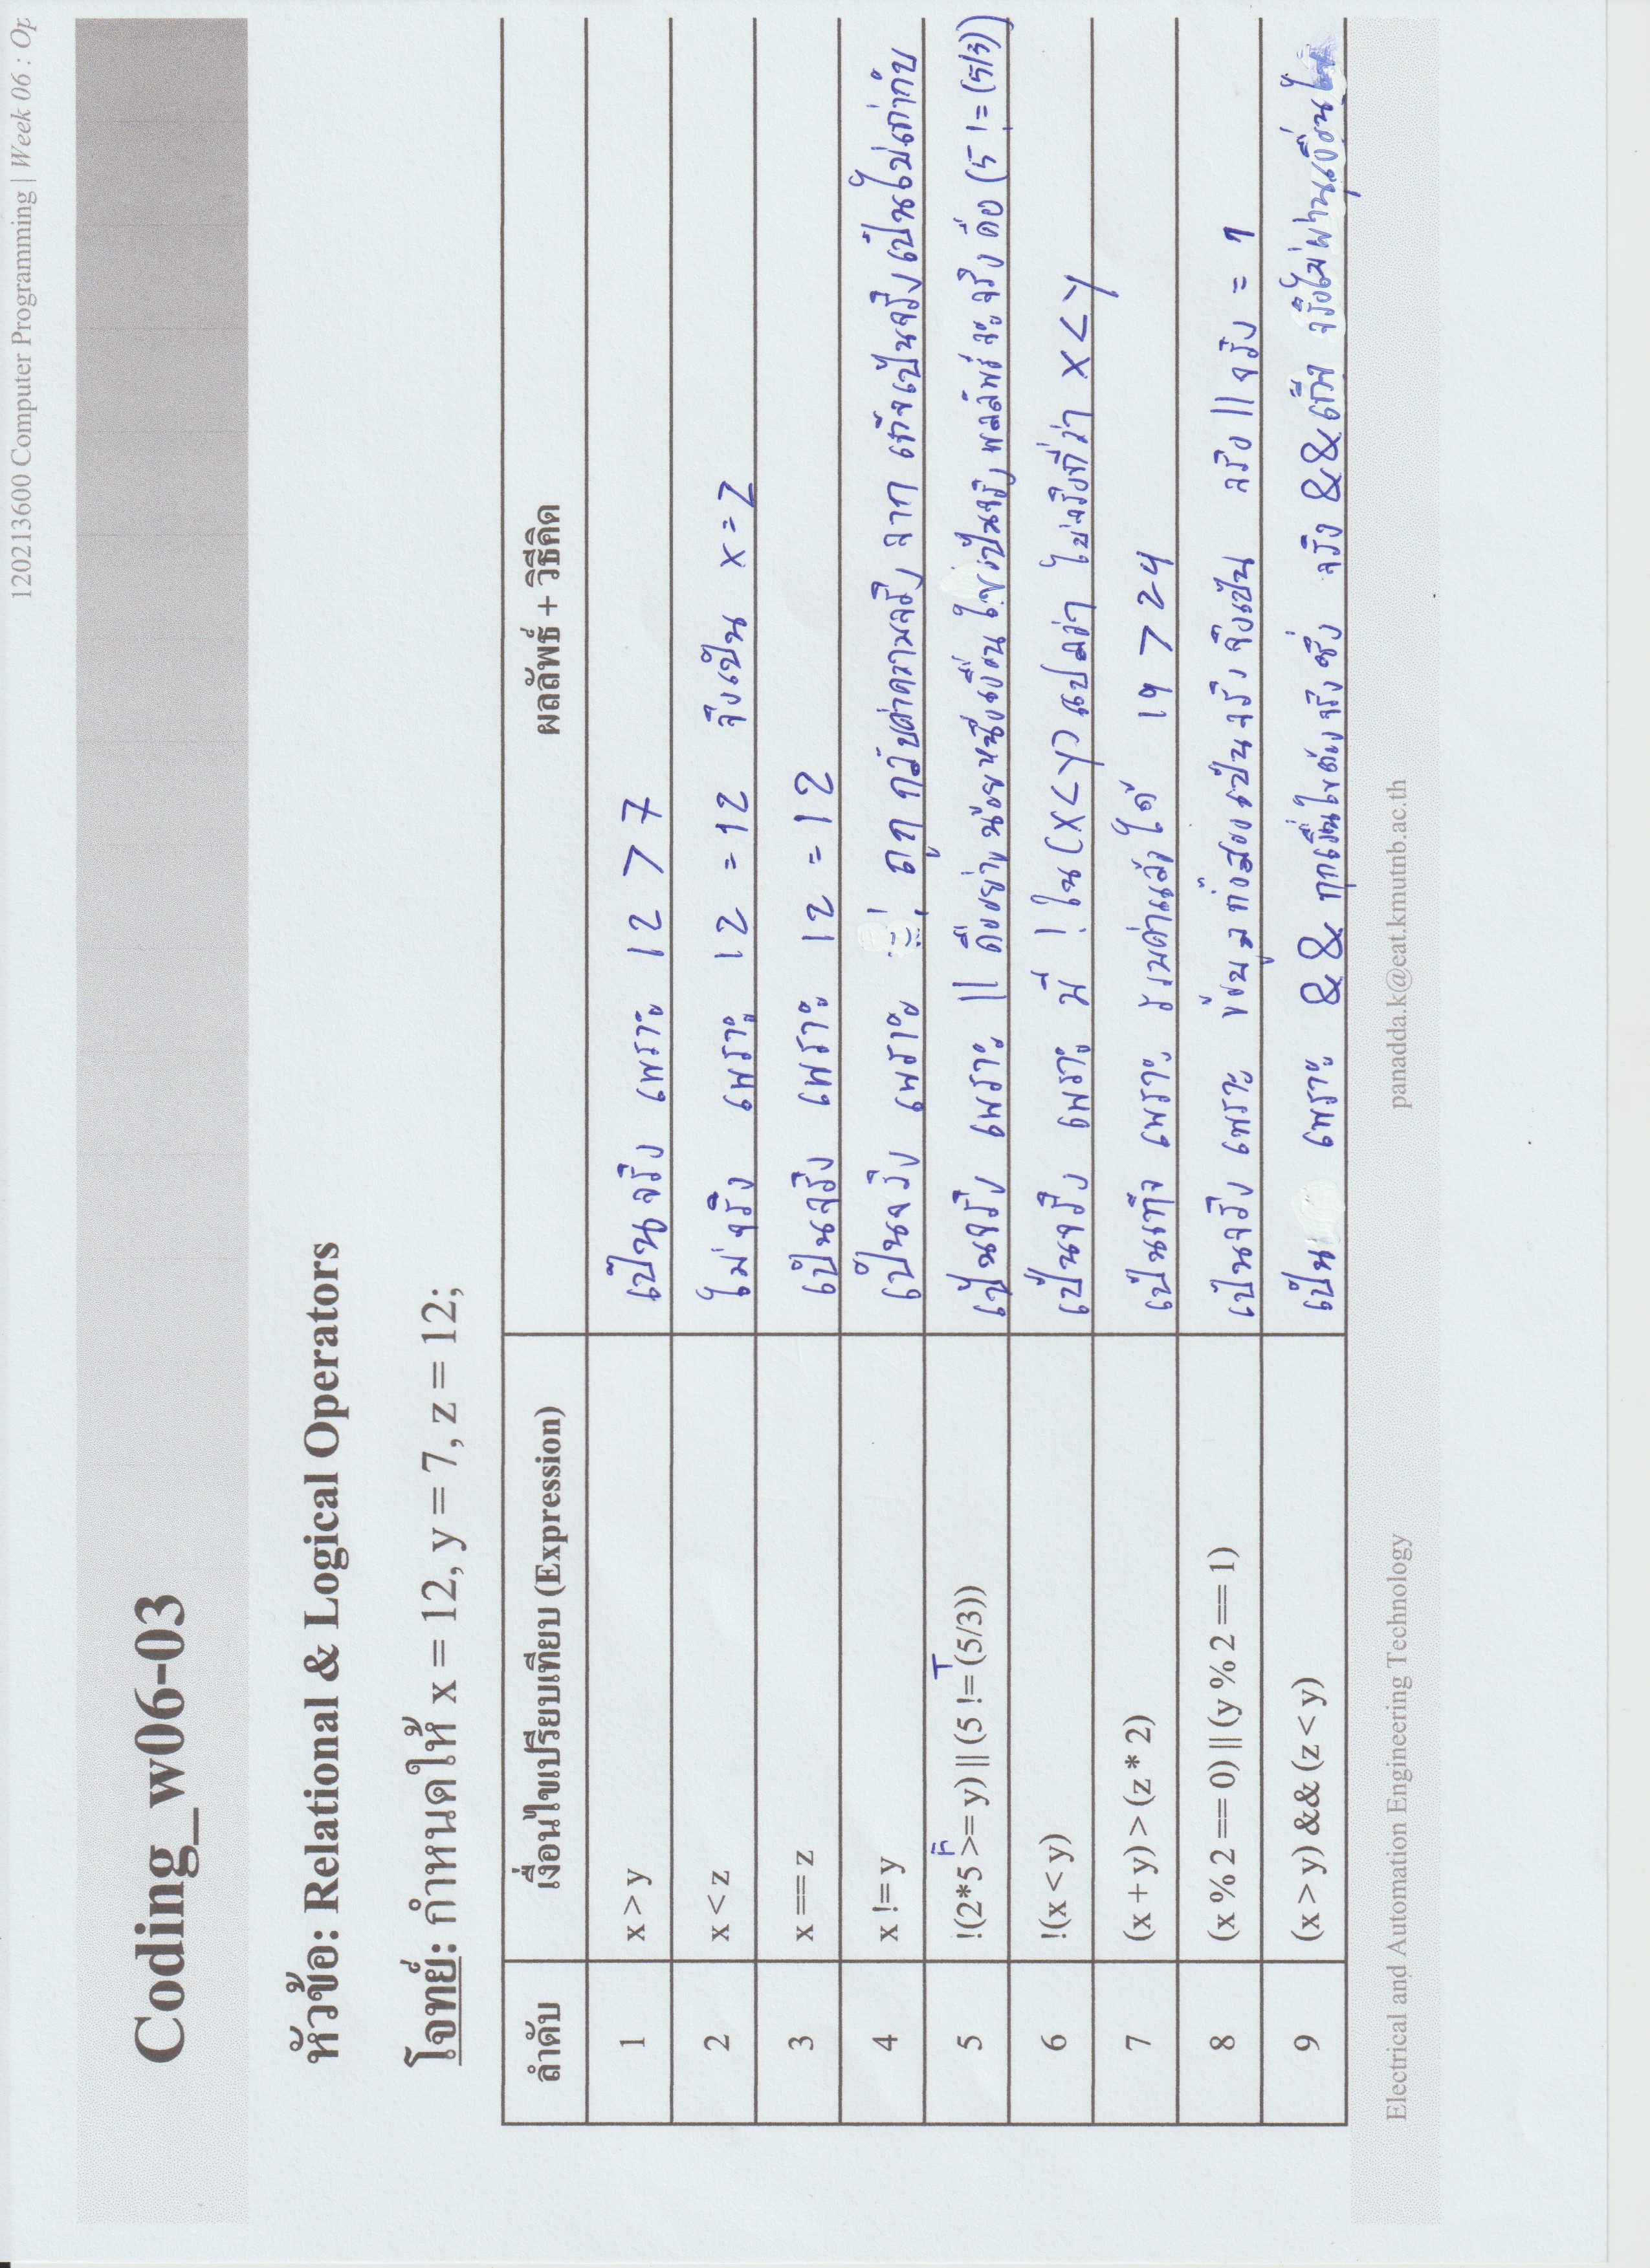 120213600 Computer Programming | Week 06 : Op
Coding_w06-03
หัวข้อ: Relational & Logical Operators
โจทย์: กำหนดให้ x = 12, y = 7, z = 12;
ลำดับ เงื่อนไขเปรียบเทียบ (Expression) ผลลัพธ์ + วิธีคิด
1 x > y เป็นจริง เพราะ 12 > 7
2 x < z ไม่จริง เพราะ 12 = 12 จึงเป็น x = z
3 x == z เป็นจริง เพราะ 12 = 12
4 x != y เป็นจริง เพราะ ! ถูกกลับค่าความจริง จาก เท็จเป็นจริง เป็นไม่เท่ากับ
F T
5 !(2*5 >= y) || (5 != (5/3)) เป็นจริง เพราะ || คืออย่างน้อยหนึ่งเงื่อนไขเป็นจริง ผลลัพธ์จะจริง คือ (5 != (5/3))
6 !(x < y) เป็นจริง เพราะ มี ! ใน (x < y) แปลว่า ไม่จริงที่ว่า x < y
7 (x + y) > (z * 2) เป็นเท็จ เพราะ รวมค่าแล้วได้ 19 > 24
8 (x % 2 == 0) || (y % 2 == 1) เป็นจริง เพราะ ข้อมูลทั้งสองเป็นจริง จึงเป็น จริง || จริง = 1
9 (x > y) && (z < y) เป็น เพราะ && ทุกเงื่อนไขต้องจริง ซึ่ง จริง && เท็จ จริงไม่ผ่านเงื่อนไข
Electrical and Automation Engineering Technology panadda.k@eat.kmutnb.ac.th